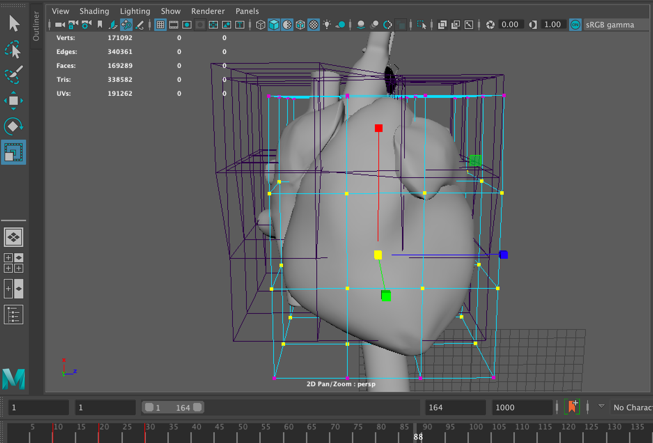 View Shading Lighting Show Renderer Panels
0.00 1.00 sRGB gamma
Outliner
Verts: 171092 0 0
Edges: 340361 0 0
Faces: 169289 0 0
Tris: 338582 0 0
UVs: 191262 0 0
2D Pan/Zoom : persp
1 1 1 164 164 1000 No Charac
5 10 15 20 25 30 35 40 45 50 55 60 65 70 75 80 85 88 95 100 105 110 115 120 125 130 135